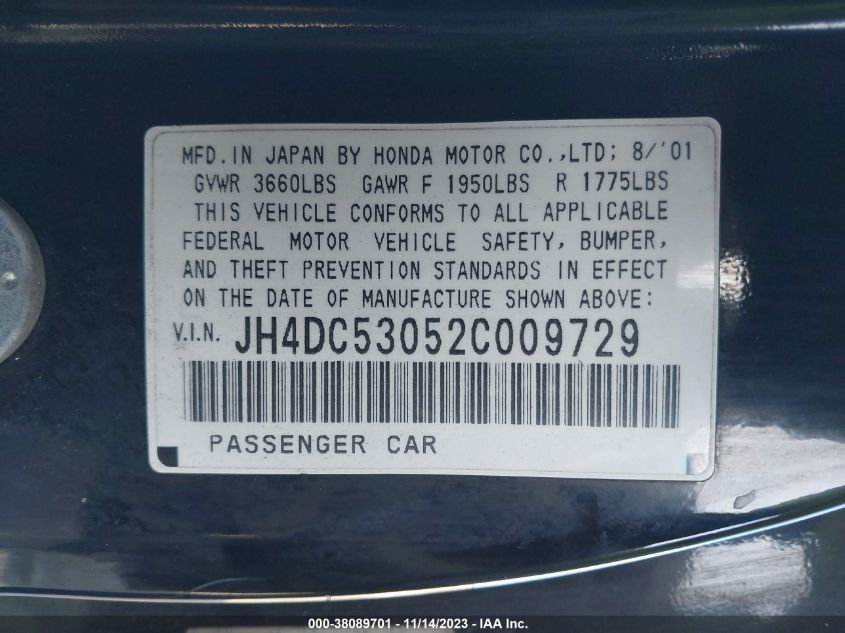 MFD. IN JAPAN BY HONDA MOTOR CO.,LTD; 8/'01
GVWR 3660LBS GAWR F 1950LBS R 1775LBS
THIS VEHICLE CONFORMS TO ALL APPLICABLE
FEDERAL MOTOR VEHICLE SAFETY, BUMPER,
AND THEFT PREVENTION STANDARDS IN EFFECT
ON THE DATE OF MANUFACTURE SHOWN ABOVE:
V.I.N. JH4DC53052C009729
PASSENGER CAR
000-38089701 - 11/14/2023 - IAA Inc.